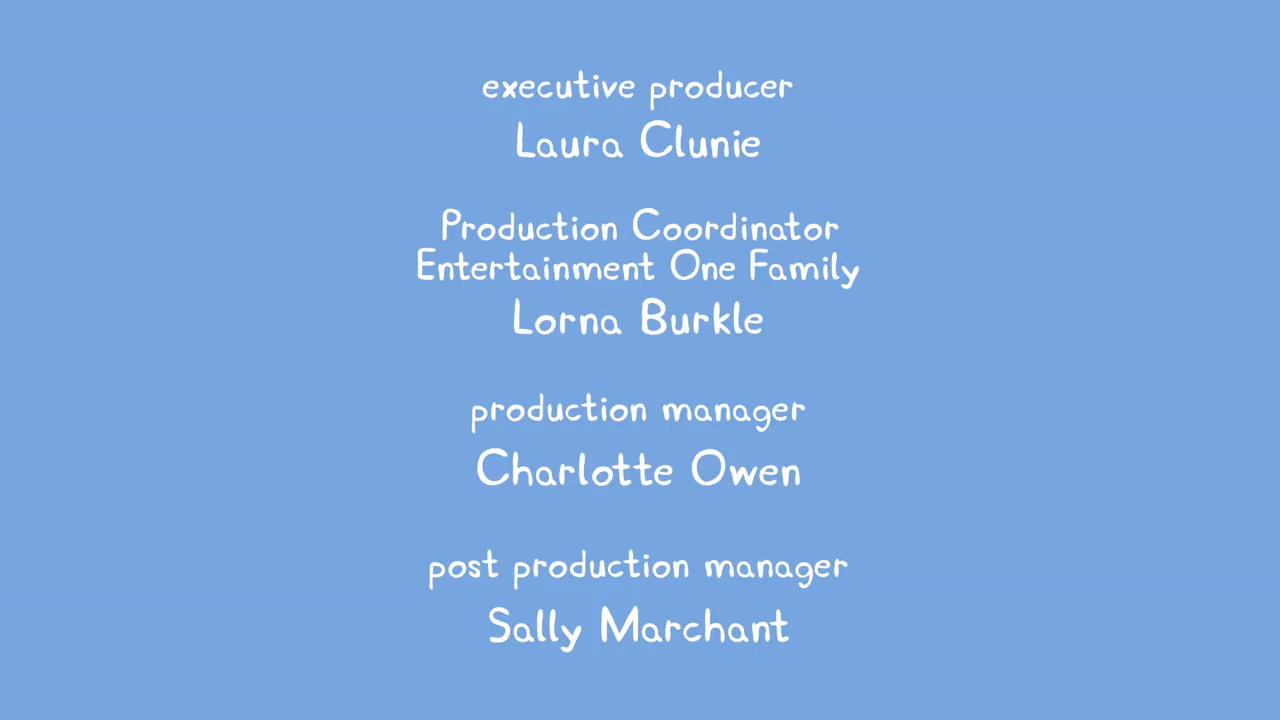 executive producer
Laura Clunie
Production Coordinator
Entertainment One Family
Lorna Burkle
production manager
Charlotte Owen
post production manager
Sally Marchant